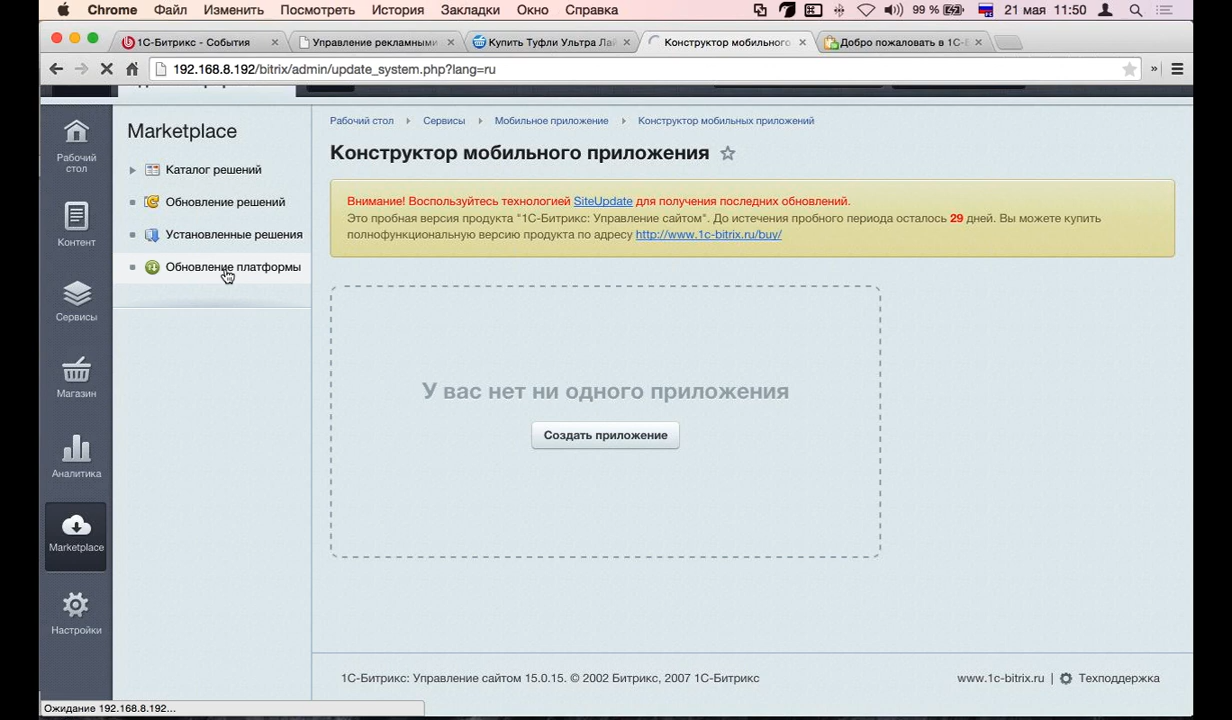 Chrome Файл Изменить Просмотреть История Закладки Окно Справка 99 % 21 мая 11:50
1С-Битрикс - События Управление рекламными Купить Туфли Ультра Лай Конструктор мобильного Добро пожаловать в 1С-Б
192.168.8.192/bitrix/admin/update_system.php?lang=ru
Marketplace
Каталог решений
Обновление решений
Установленные решения
Обновление платформы
Рабочий
стол
Контент
Сервисы
Магазин
Аналитика
Marketplace
Настройки
Рабочий стол Сервисы Мобильное приложение Конструктор мобильных приложений
Конструктор мобильного приложения
Внимание! Воспользуйтесь технологией SiteUpdate для получения последних обновлений.
Это пробная версия продукта "1С-Битрикс: Управление сайтом". До истечения пробного периода осталось 29 дней. Вы можете купить
полнофункциональную версию продукта по адресу http://www.1c-bitrix.ru/buy/
У вас нет ни одного приложения
Создать приложение
1С-Битрикс: Управление сайтом 15.0.15. © 2002 Битрикс, 2007 1С-Битрикс
www.1c-bitrix.ru | Техподдержка
Ожидание 192.168.8.192...